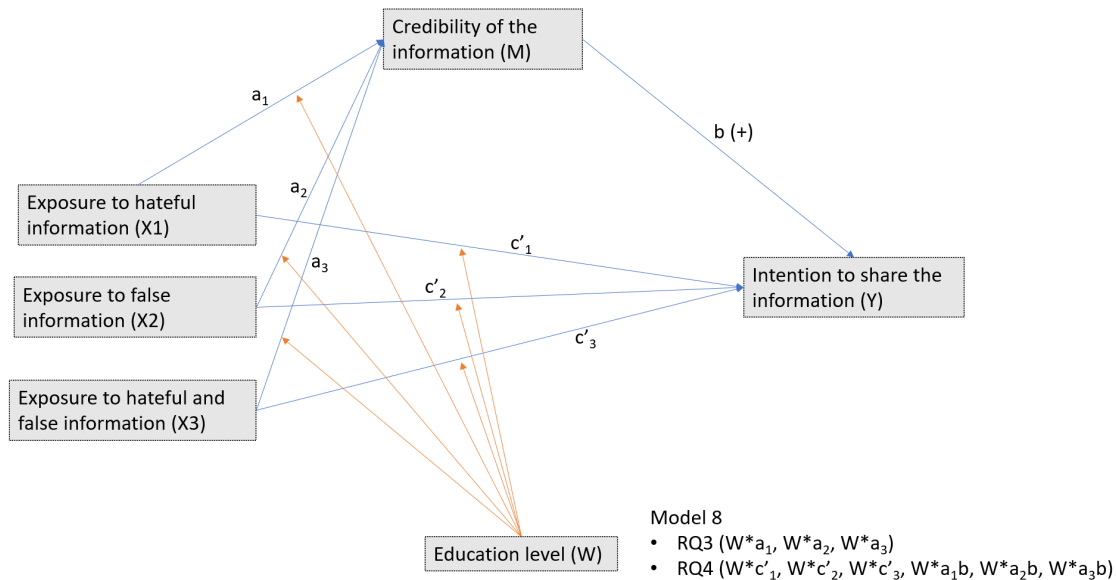 Credibility of the
information (M)
a₁
b (+)
Exposure to hateful
information (X1)
a₂
c’₁
a₃
Intention to share the
information (Y)
Exposure to false
information (X2)
c’₂
c’₃
Exposure to hateful and
false information (X3)
Education level (W)
Model 8
• RQ3 (W*a₁, W*a₂, W*a₃)
• RQ4 (W*c’₁, W*c’₂, W*c’₃, W*a₁b, W*a₂b, W*a₃b)